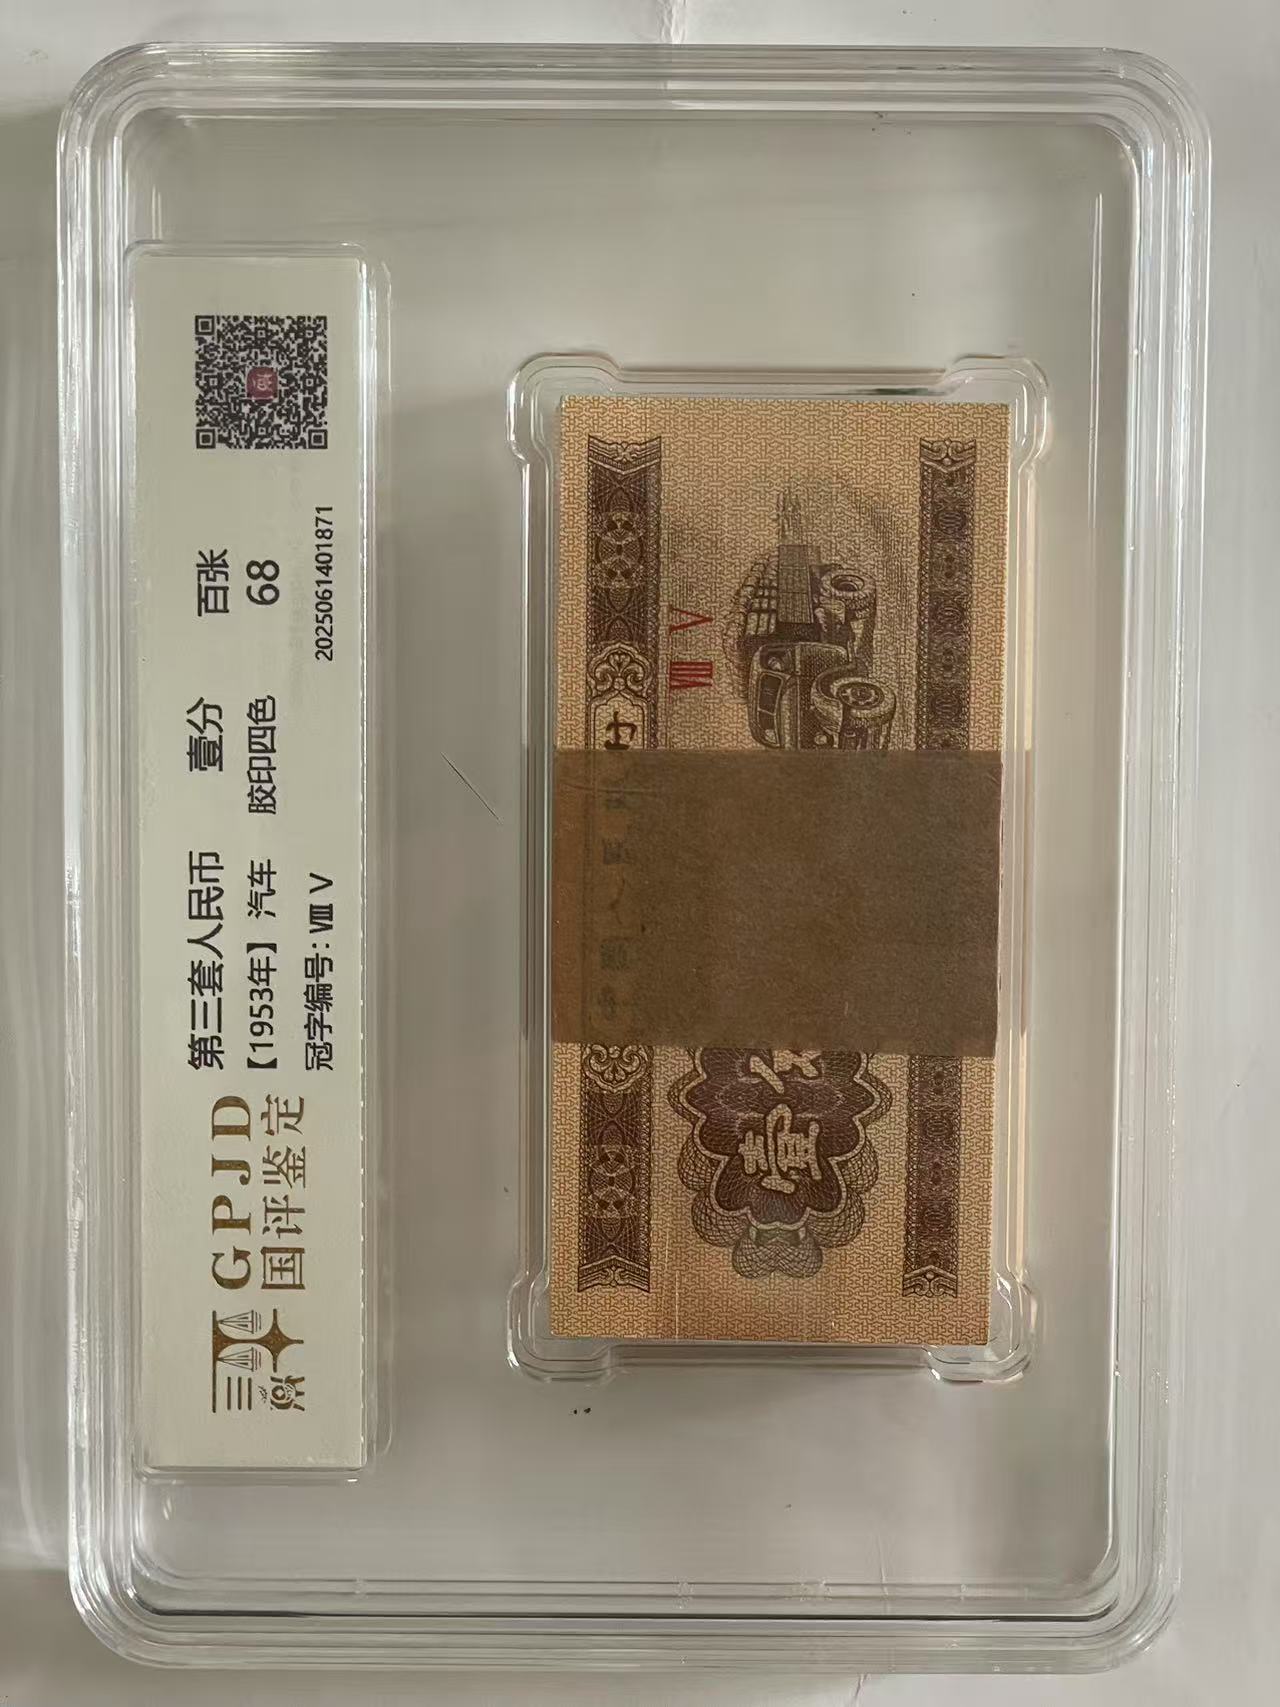 GPJD
国评鉴定
第三套人民币 壹分 百张
【1953年】 汽车 胶印四色 68
冠字编号: Ⅷ Ⅴ 2025061401871
Ⅷ Ⅴ
壹